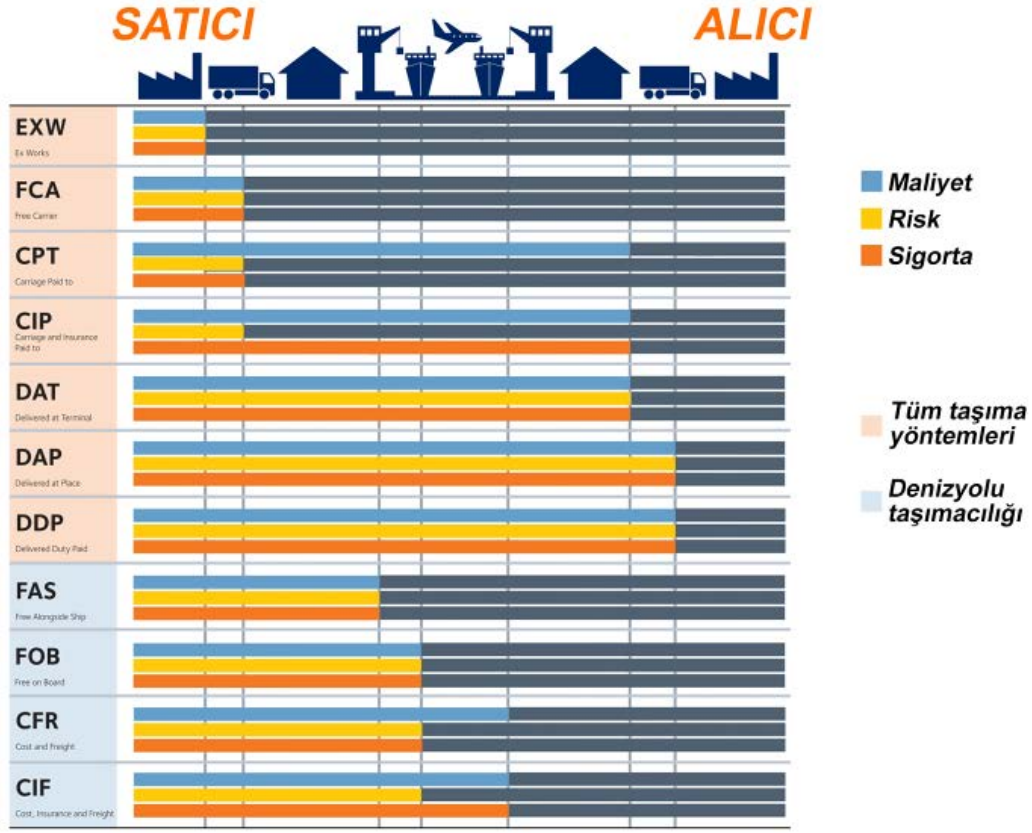 SATICI
ALICI
EXW
Ex Works
FCA
Free Carrier
CPT
Carriage Paid to
CIP
Carriage and Insurance
Paid to
DAT
Delivered at Terminal
DAP
Delivered at Place
DDP
Delivered Duty Paid
FAS
Free Alongside Ship
FOB
Free on Board
CFR
Cost and Freight
CIF
Cost, Insurance and Freight
Maliyet
Risk
Sigorta
Tüm taşıma
yöntemleri
Denizyolu
taşımacılığı